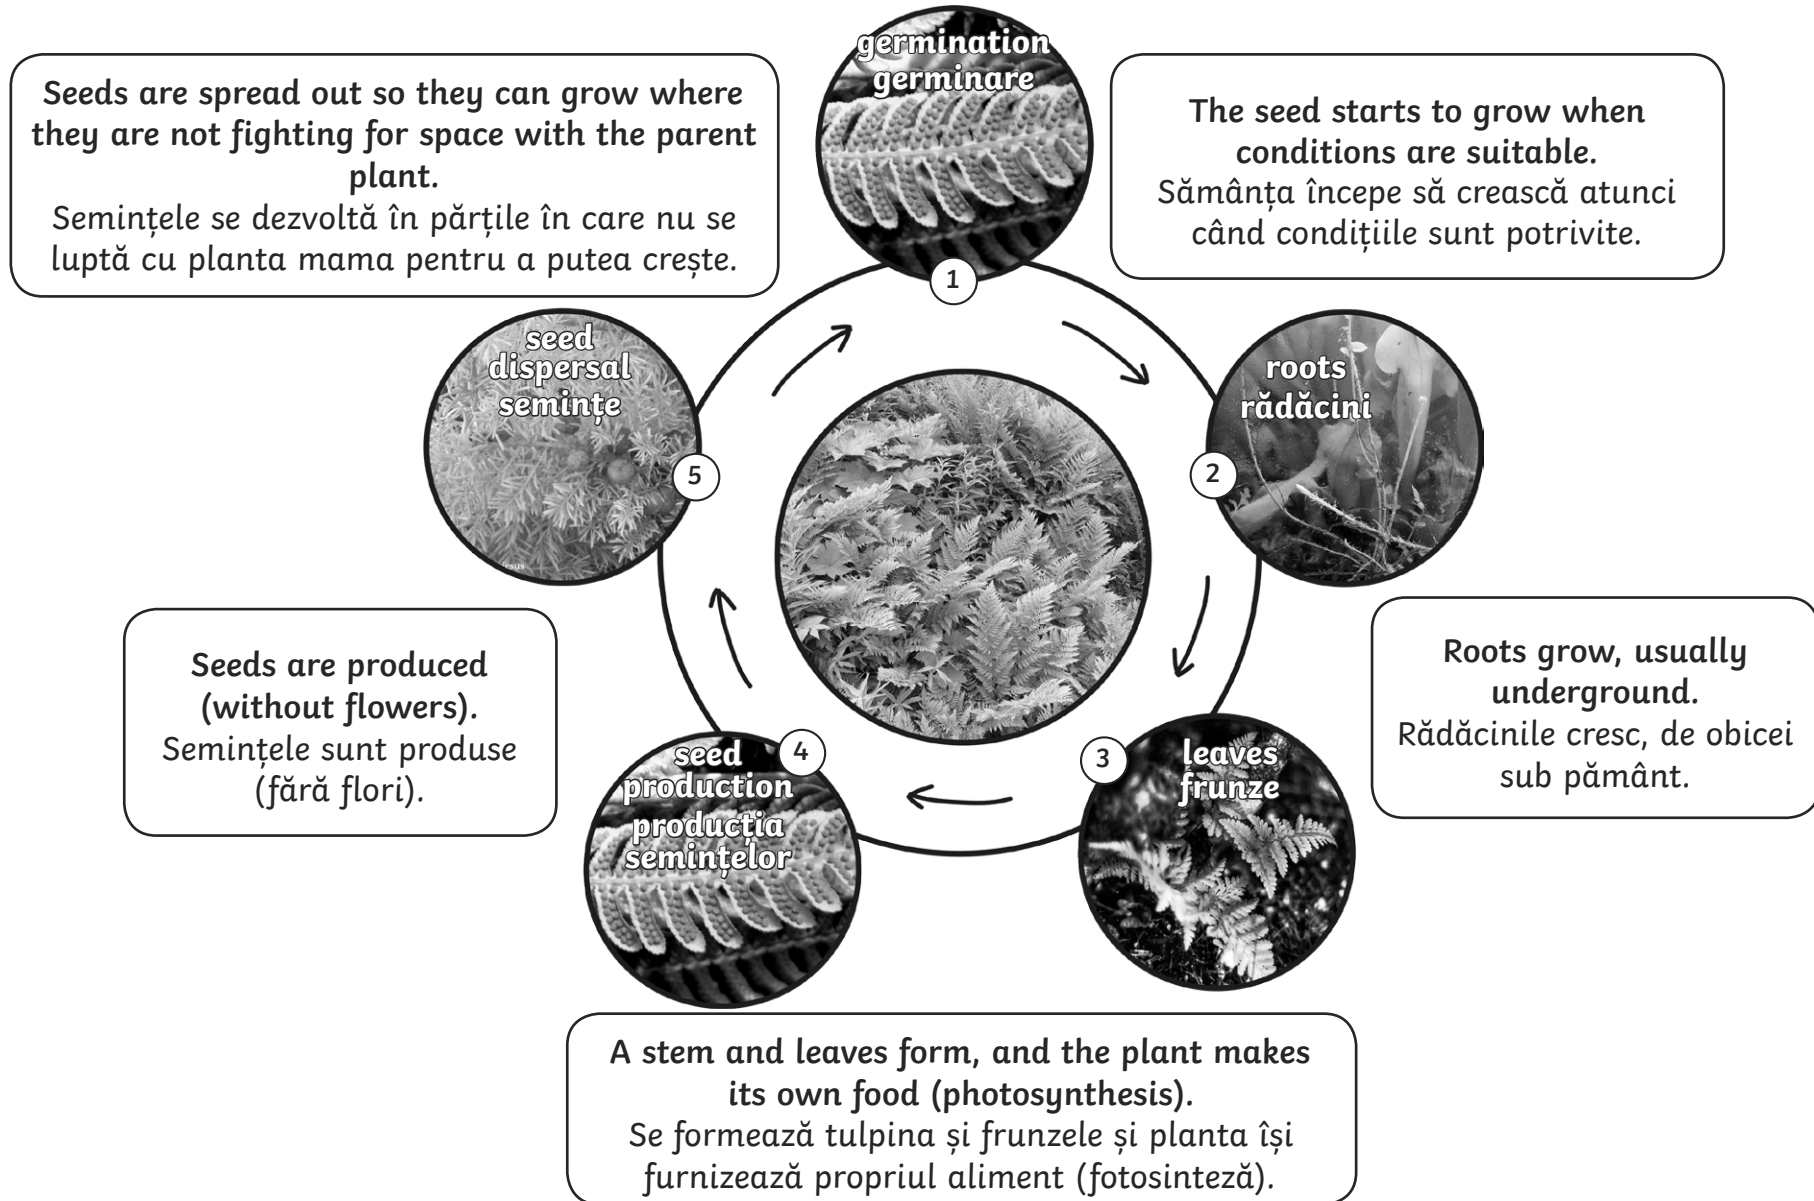 germination
germinare
1
The seed starts to grow when
conditions are suitable.
Sămânța începe să crească atunci
când condițiile sunt potrivite.
roots
rădăcini
2
Roots grow, usually
underground.
Rădăcinile cresc, de obicei
sub pământ.
leaves
frunze
3
A stem and leaves form, and the plant makes
its own food (photosynthesis).
Se formează tulpina și frunzele și planta își
furnizează propriul aliment (fotosinteză).
seed
production
producția
semințelor
4
Seeds are produced
(without flowers).
Semințele sunt produse
(fără flori).
seed
dispersal
semințe
5
Seeds are spread out so they can grow where
they are not fighting for space with the parent
plant.
Semințele se dezvoltă în părțile în care nu se
luptă cu planta mama pentru a putea crește.